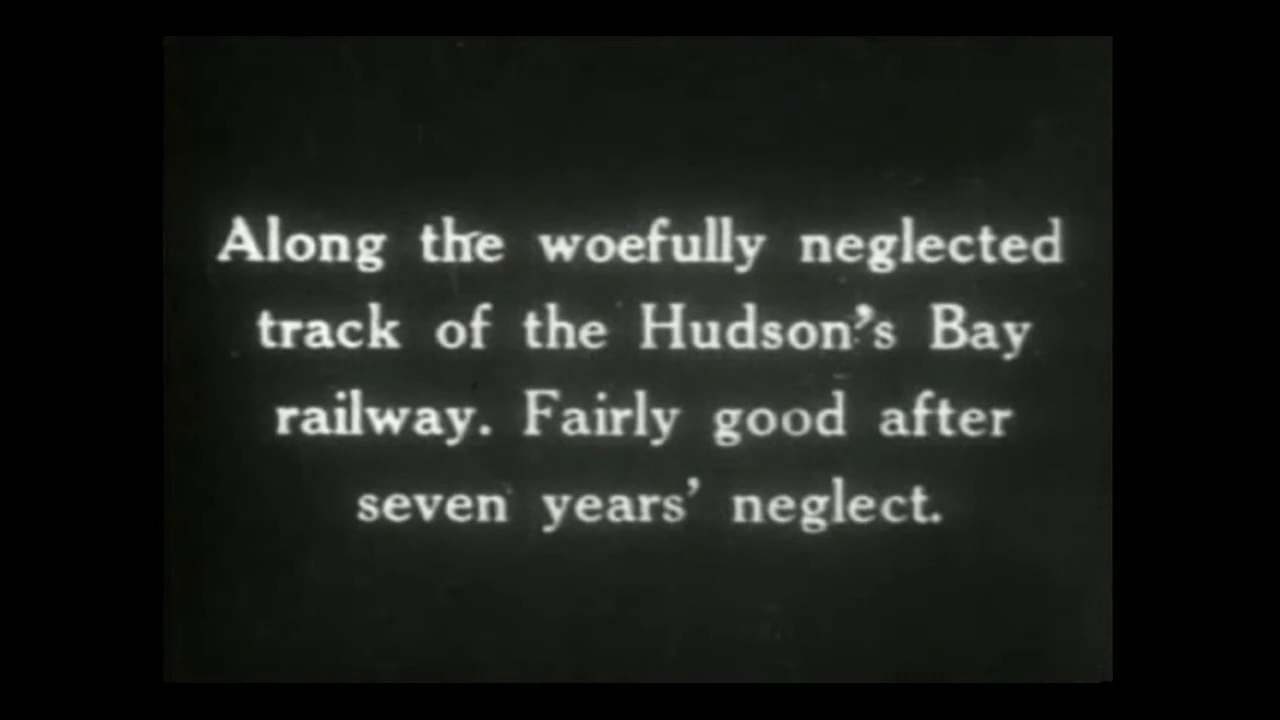 Along the woefully neglected
track of the Hudson's Bay
railway. Fairly good after
seven years' neglect.